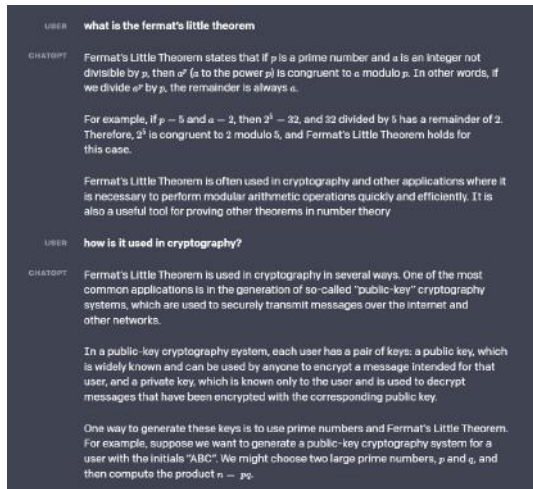 USER what is the fermat's little theorem
CHATGPT Fermat's Little Theorem states that if p is a prime number and a is an integer not
divisible by p, then aᵖ (a to the power p) is congruent to a modulo p. In other words, if
we divide aᵖ by p, the remainder is always a.
For example, if p = 5 and a = 2, then 2⁵ = 32, and 32 divided by 5 has a remainder of 2.
Therefore, 2⁵ is congruent to 2 modulo 5, and Fermat's Little Theorem holds for
this case.
Fermat's Little Theorem is often used in cryptography and other applications where it
is necessary to perform modular arithmetic operations quickly and efficiently. It is
also a useful tool for proving other theorems in number theory
USER how is it used in cryptography?
CHATGPT Fermat's Little Theorem is used in cryptography in several ways. One of the most
common applications is in the generation of so-called "public-key" cryptography
systems, which are used to securely transmit messages over the internet and
other networks.
In a public-key cryptography system, each user has a pair of keys: a public key, which
is widely known and can be used by anyone to encrypt a message intended for that
user, and a private key, which is known only to the user and is used to decrypt
messages that have been encrypted with the corresponding public key.
One way to generate these keys is to use prime numbers and Fermat's Little Theorem.
For example, suppose we want to generate a public-key cryptography system for a
user with the initials "ABC". We might choose two large prime numbers, p and q, and
then compute the product n = pq.